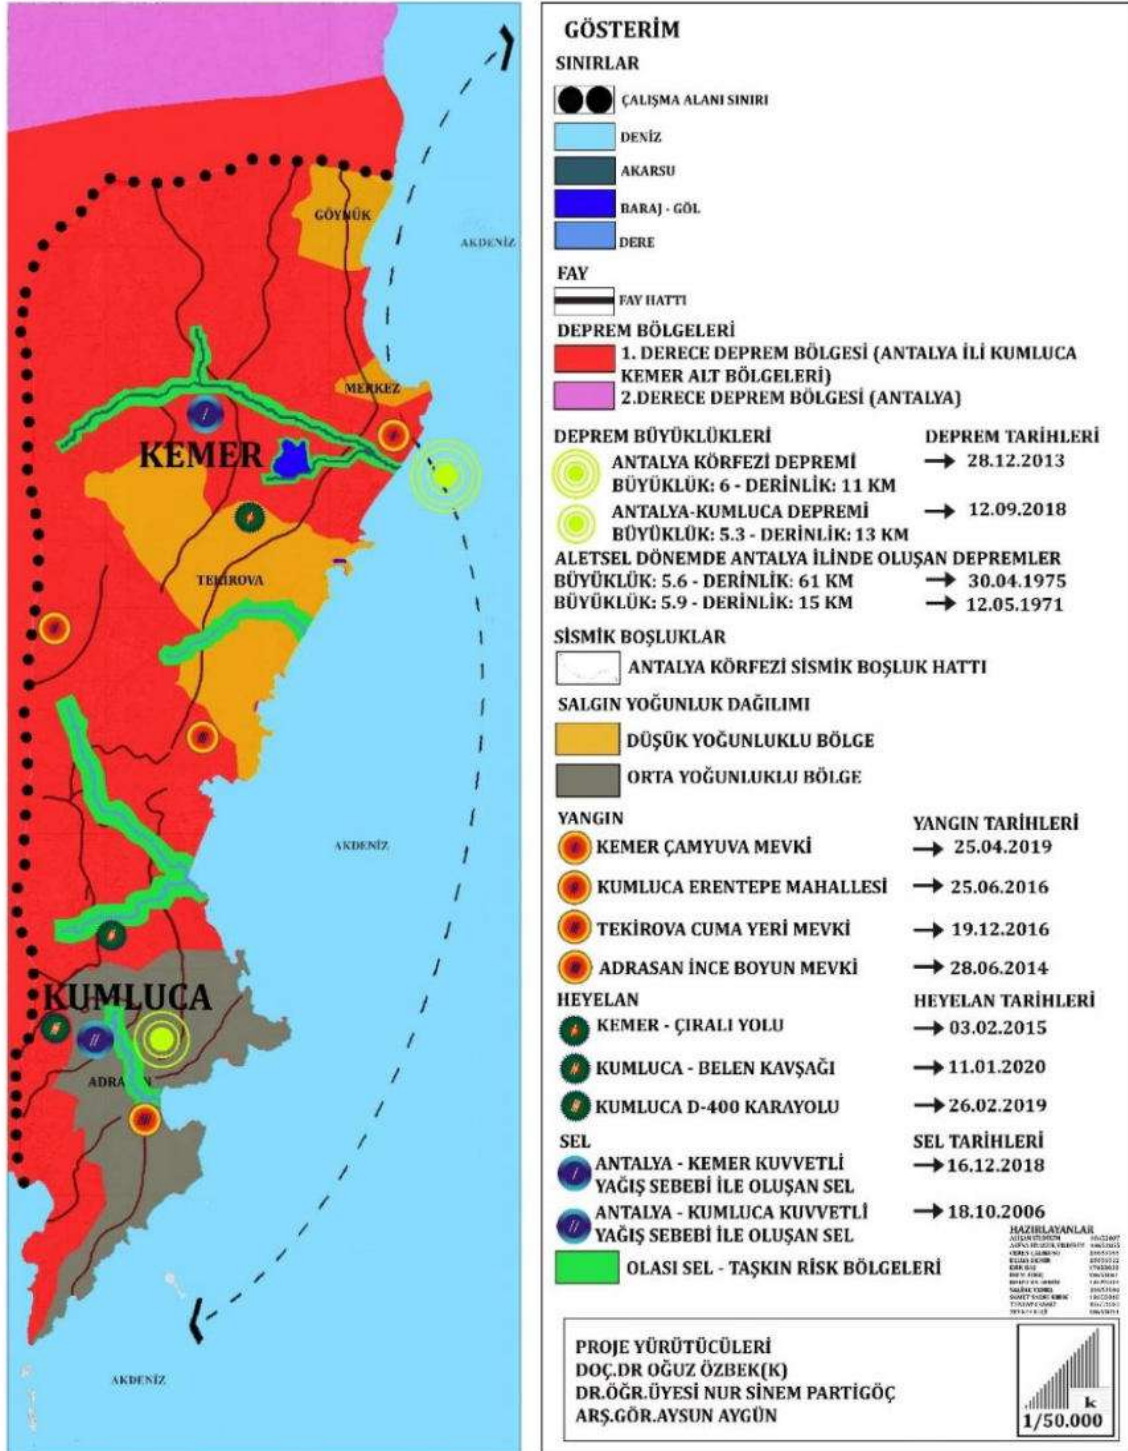 GÖYNÜK
AKDENİZ
MERKEZ
KEMER
TEKİROVA
AKDENİZ
KUMLUCA
ADRASAN
AKDENİZ
GÖSTERİM
SINIRLAR
ÇALIŞMA ALANI SINIRI
DENİZ
AKARSU
BARAJ - GÖL
DERE
FAY
FAY HATTI
DEPREM BÖLGELERİ
1. DERECE DEPREM BÖLGESİ (ANTALYA İLİ KUMLUCA
KEMER ALT BÖLGELERİ)
2.DERECE DEPREM BÖLGESİ (ANTALYA)
DEPREM BÜYÜKLÜKLERİ DEPREM TARİHLERİ
ANTALYA KÖRFEZİ DEPREMİ → 28.12.2013
BÜYÜKLÜK: 6 - DERİNLİK: 11 KM
ANTALYA-KUMLUCA DEPREMİ → 12.09.2018
BÜYÜKLÜK: 5.3 - DERİNLİK: 13 KM
ALETSEL DÖNEMDE ANTALYA İLİNDE OLUŞAN DEPREMLER
BÜYÜKLÜK: 5.6 - DERİNLİK: 61 KM → 30.04.1975
BÜYÜKLÜK: 5.9 - DERİNLİK: 15 KM → 12.05.1971
SİSMİK BOŞLUKLAR
ANTALYA KÖRFEZİ SİSMİK BOŞLUK HATTI
SALGIN YOĞUNLUK DAĞILIMI
DÜŞÜK YOĞUNLUKLU BÖLGE
ORTA YOĞUNLUKLU BÖLGE
YANGIN YANGIN TARİHLERİ
KEMER ÇAMYUVA MEVKİ → 25.04.2019
KUMLUCA ERENTEPE MAHALLESİ → 25.06.2016
TEKİROVA CUMA YERİ MEVKİ → 19.12.2016
ADRASAN İNCE BOYUN MEVKİ → 28.06.2014
HEYELAN HEYELAN TARİHLERİ
KEMER - ÇIRALI YOLU → 03.02.2015
KUMLUCA - BELEN KAVŞAĞI → 11.01.2020
KUMLUCA D-400 KARAYOLU → 26.02.2019
SEL SEL TARİHLERİ
ANTALYA - KEMER KUVVETLİ → 16.12.2018
YAĞIŞ SEBEBİ İLE OLUŞAN SEL
ANTALYA - KUMLUCA KUVVETLİ → 18.10.2006
YAĞIŞ SEBEBİ İLE OLUŞAN SEL
HAZIRLAYANLAR
OLASI SEL - TAŞKIN RİSK BÖLGELERİ
PROJE YÜRÜTÜCÜLERİ
DOÇ.DR OĞUZ ÖZBEK(K)
DR.ÖĞR.ÜYESİ NUR SİNEM PARTİGÖÇ
ARŞ.GÖR.AYSUN AYGÜN
k
1/50.000